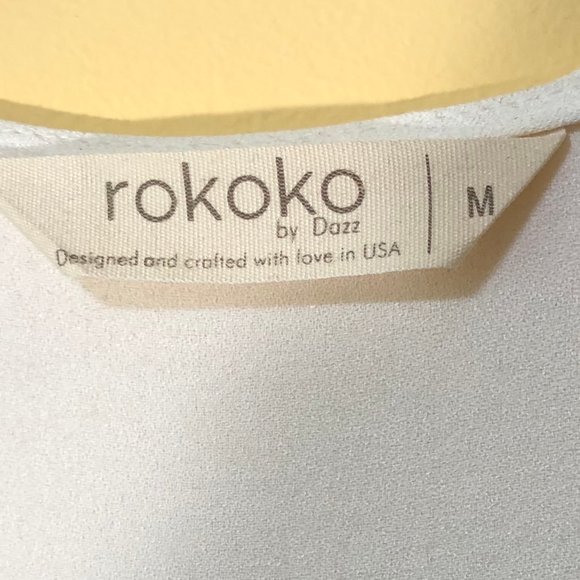 rokoko
by Dazz
Designed and crafted with love in USA
M